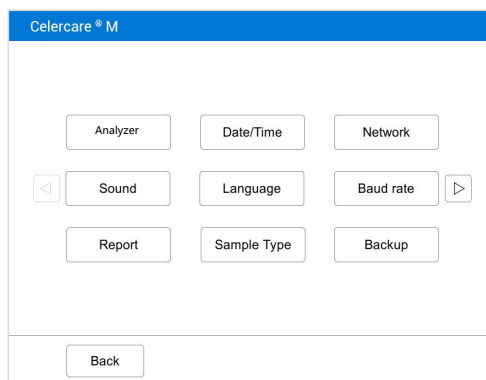 Celercare ® M
Analyzer Date/Time Network
Sound Language Baud rate
Report Sample Type Backup
Back